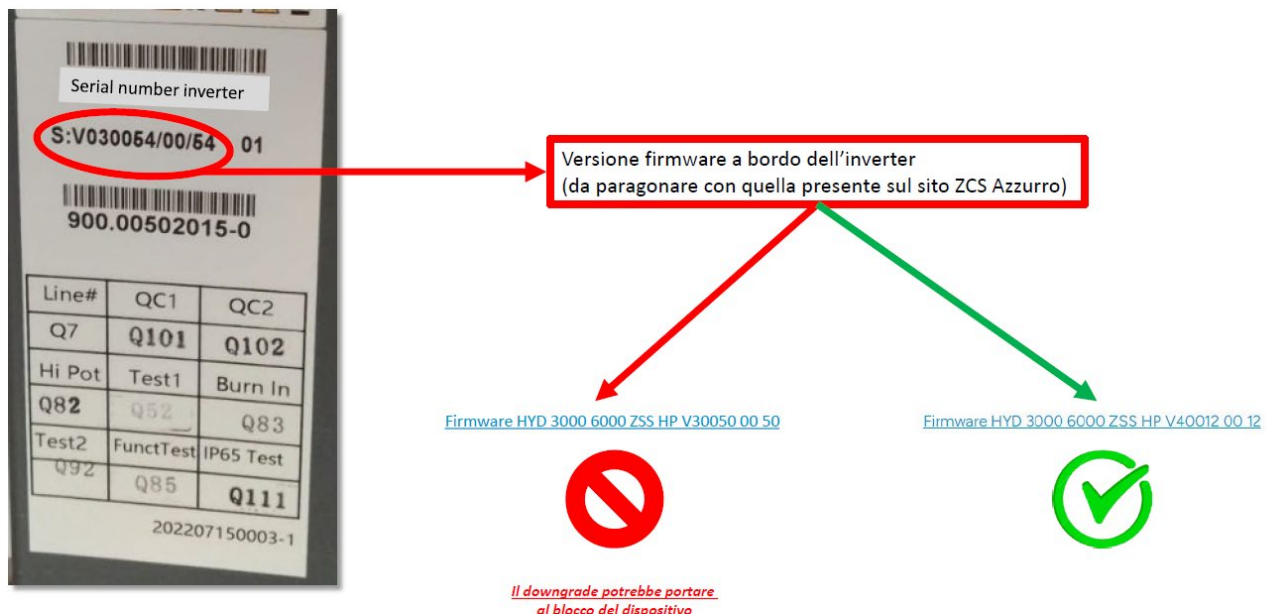 Serial number inverter
S:V030054/00/54 01
900.00502015-0
Line# QC1 QC2
Q7 Q101 Q102
Hi Pot Test1 Burn In
Q82 Q52 Q83
Test2 FunctTest IP65 Test
Q92 Q85 Q111
202207150003-1
Versione firmware a bordo dell'inverter
(da paragonare con quella presente sul sito ZCS Azzurro)
Firmware HYD 3000 6000 ZSS HP V30050 00 50
Firmware HYD 3000 6000 ZSS HP V40012 00 12
Il downgrade potrebbe portare
al blocco del dispositivo